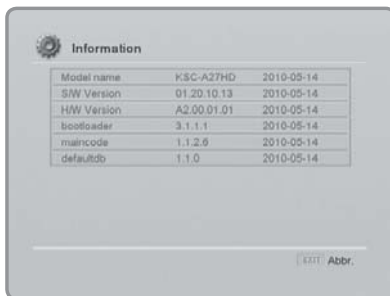 Information
Model name KSC-A27HD 2010-05-14
S/W Version 01.20.10.13 2010-05-14
H/W Version A2.00.01.01 2010-05-14
bootloader 3.1.1.1 2010-05-14
maincode 1.1.2.6 2010-05-14
defaultdb 1.1.0 2010-05-14
EXIT Abbr.